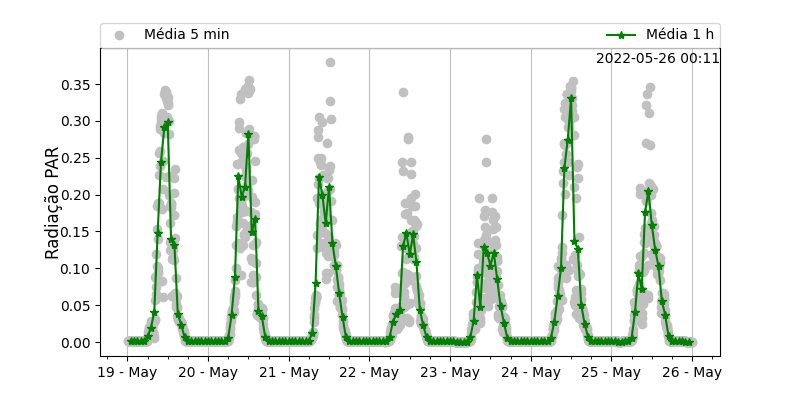 Média 5 min
Média 1 h
2022-05-26 00:11
Radiação PAR
0.35
0.30
0.25
0.20
0.15
0.10
0.05
0.00
19 - May
20 - May
21 - May
22 - May
23 - May
24 - May
25 - May
26 - May